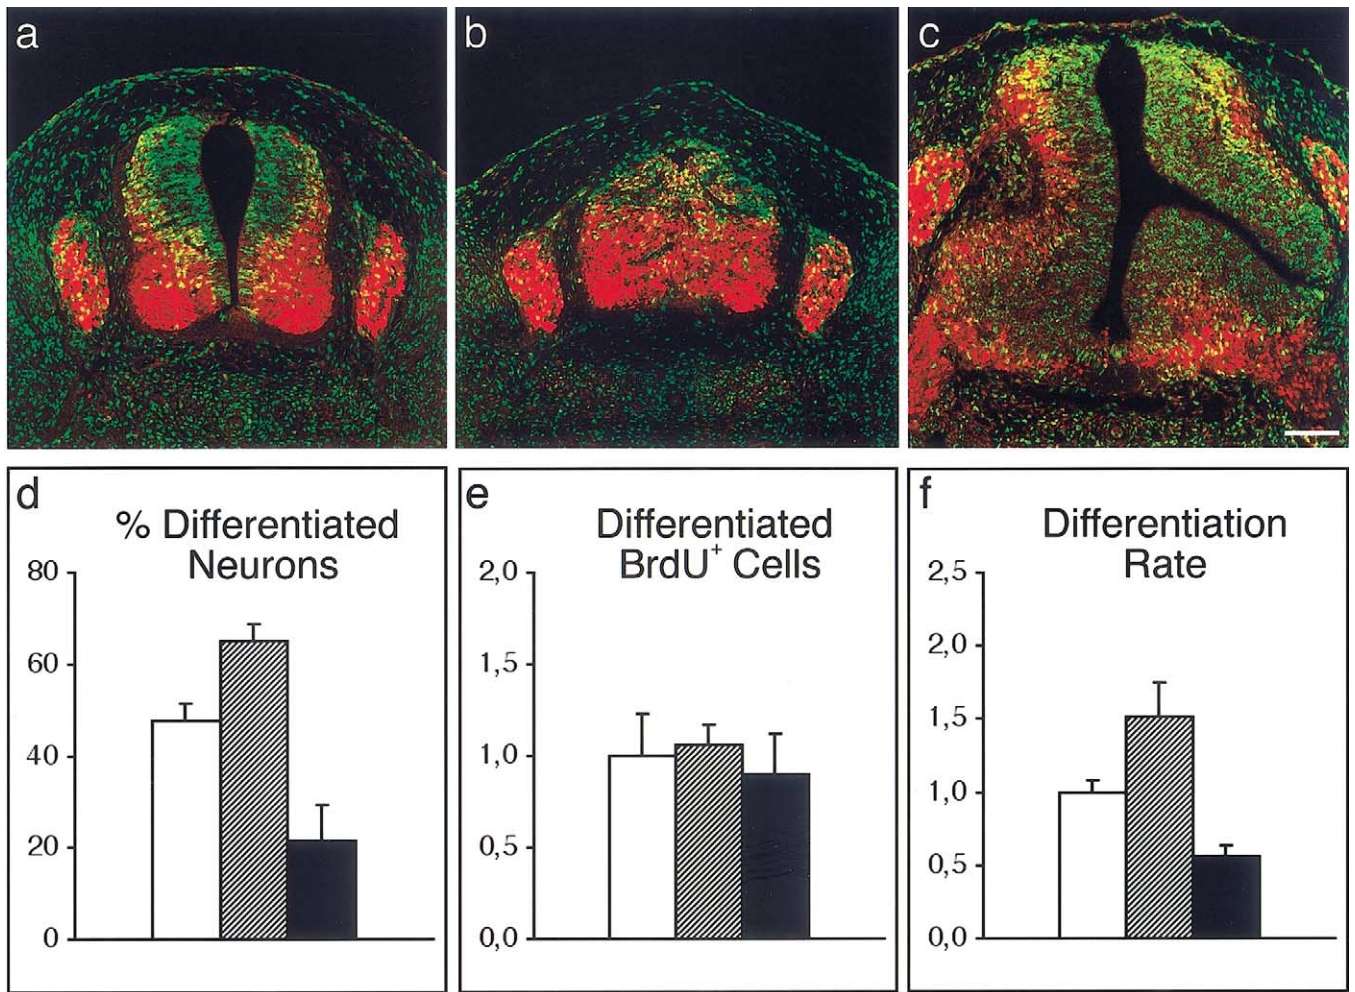 a
b
c
d
% Differentiated
Neurons
80
60
40
20
0
e
Differentiated
BrdU+ Cells
2,0
1,5
1,0
0,5
0,0
f
Differentiation
Rate
2,5
2,0
1,5
1,0
0,5
0,0